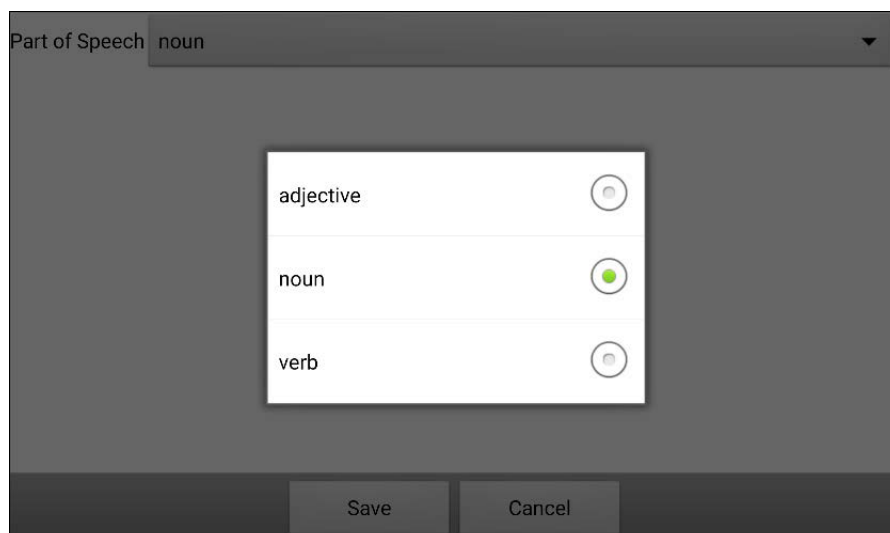 Part of Speech noun
adjective
noun
verb
Save Cancel